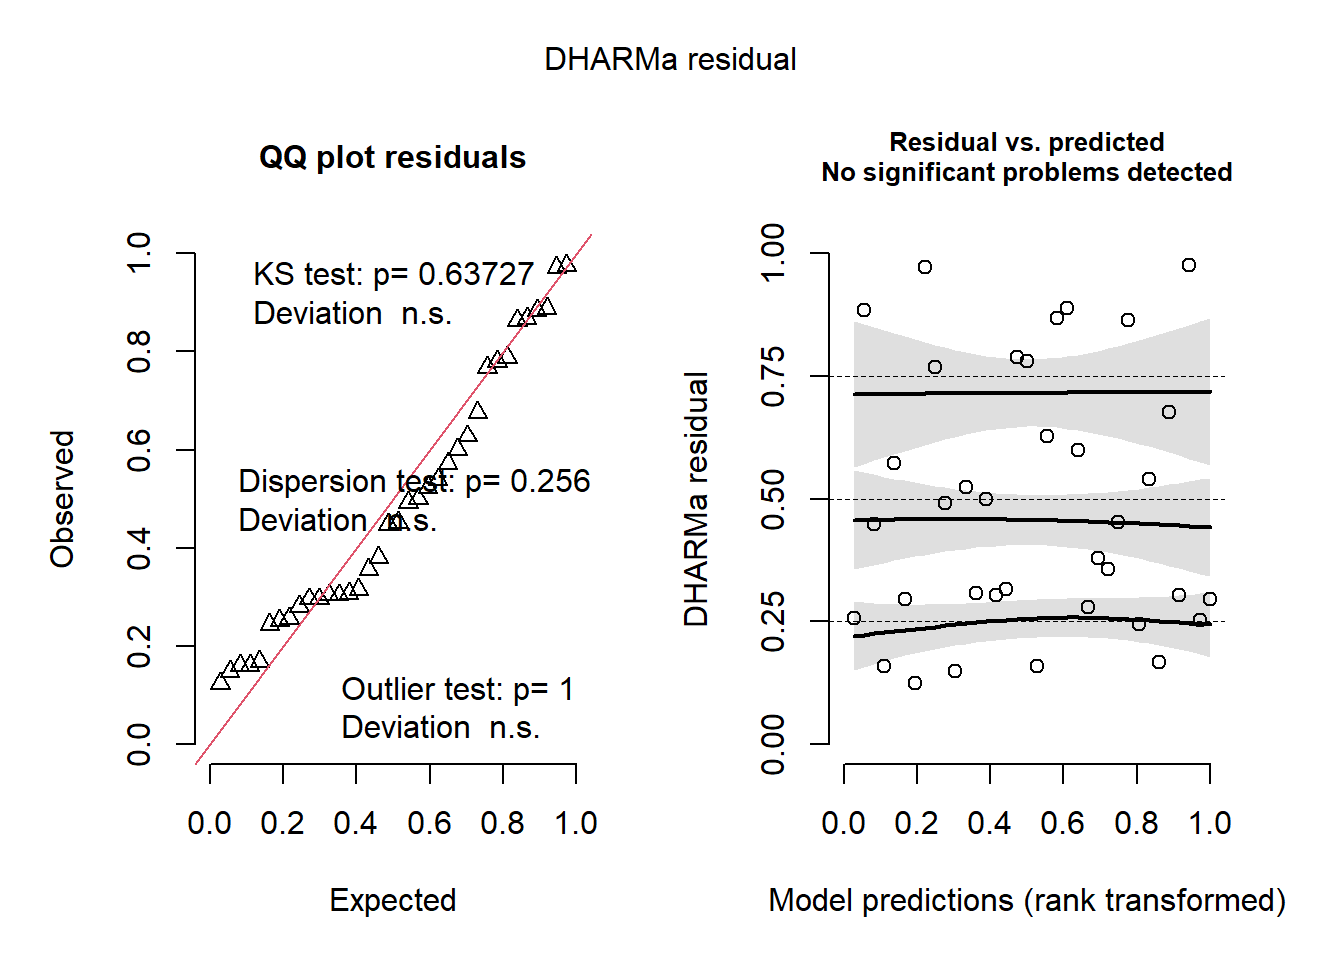 DHARMa residual
QQ plot residuals
KS test: p= 0.63727
Deviation  n.s.
Dispersion test: p= 0.256
Deviation  n.s.
Outlier test: p= 1
Deviation  n.s.
Observed
0.0 0.2 0.4 0.6 0.8 1.0
0.0 0.2 0.4 0.6 0.8 1.0
Expected
Residual vs. predicted
No significant problems detected
DHARMa residual
0.00 0.25 0.50 0.75 1.00
0.0 0.2 0.4 0.6 0.8 1.0
Model predictions (rank transformed)